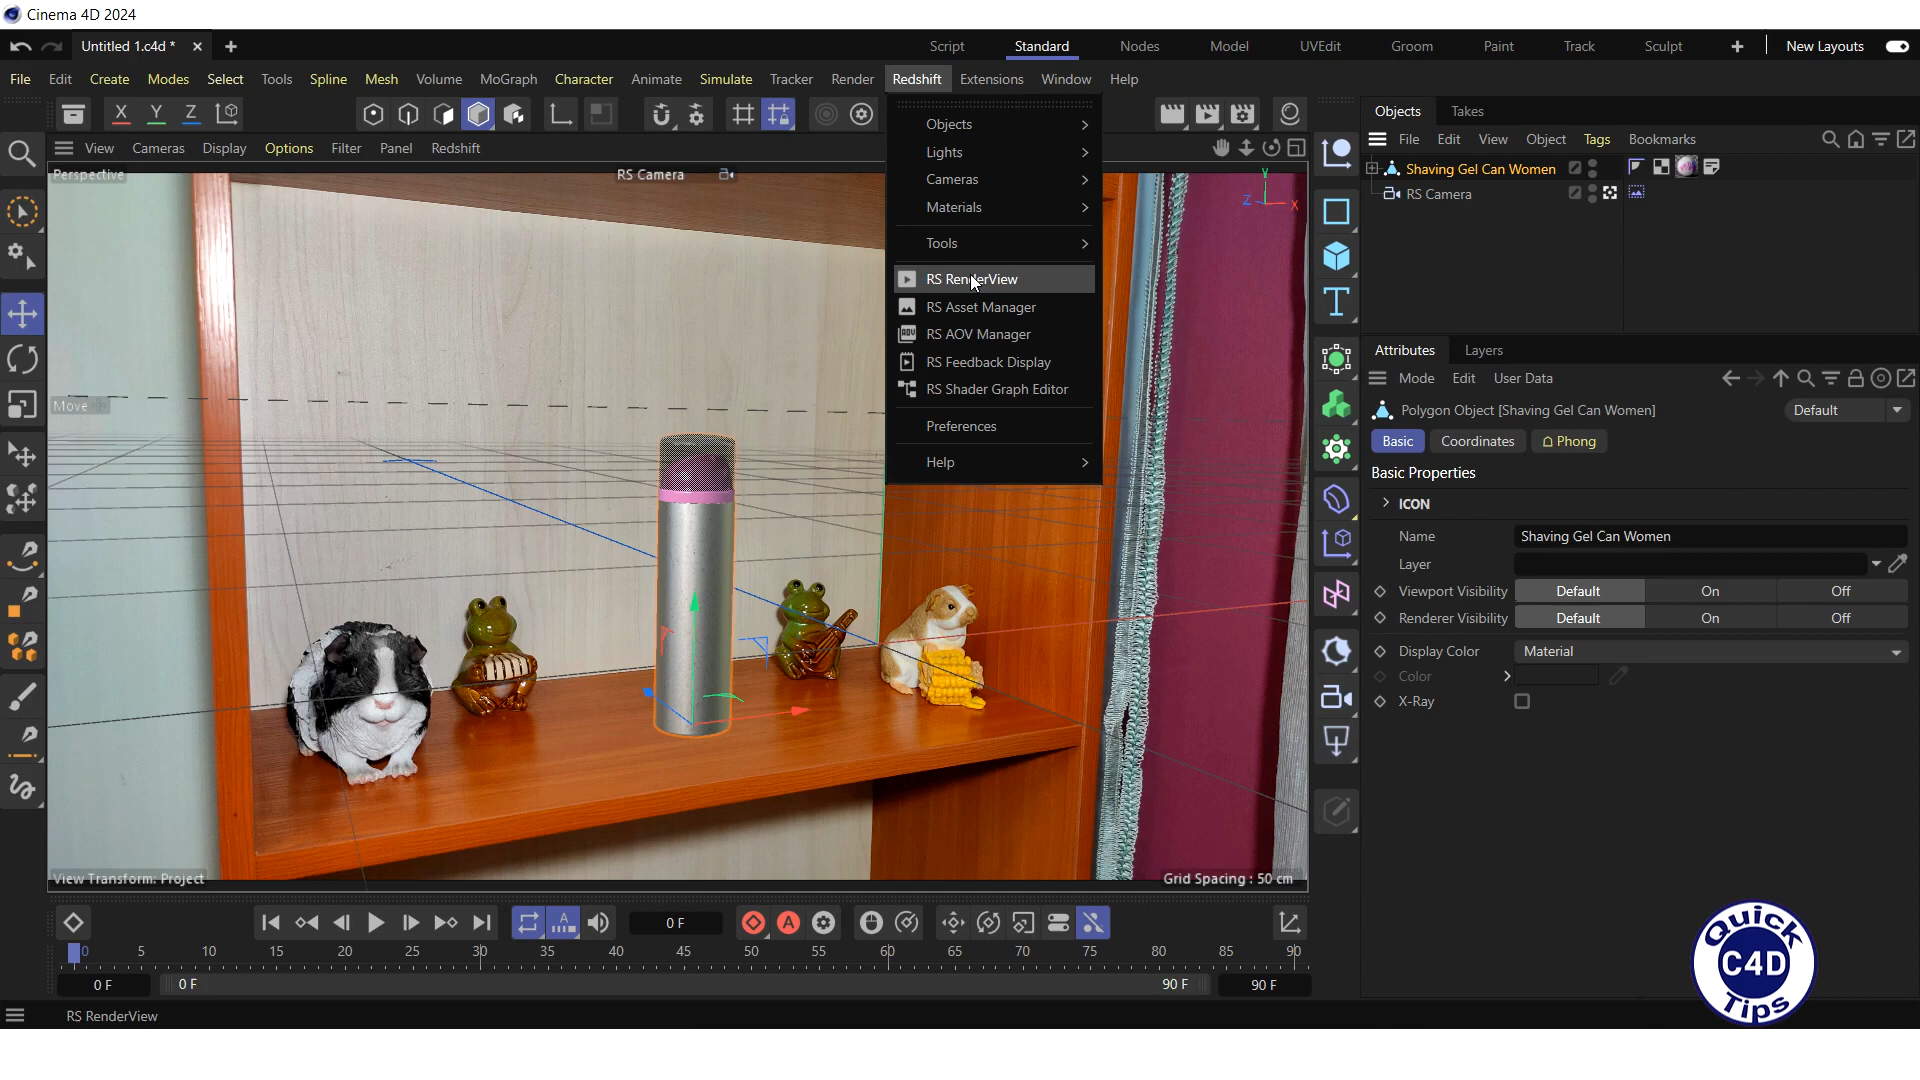 Cinema 4D 2024
Untitled 1.c4d *
Script
Standard
Nodes
Model
UVEdit
Groom
Paint
Track
Sculpt
New Layouts
File Edit Create Modes Select Tools Spline Mesh Volume MoGraph Character Animate Simulate Tracker Render Redshift Extensions Window Help
X Y Z
View Cameras Display Options Filter Panel Redshift
Perspective
RS Camera
Y
Z
X
Move
Objects
Lights
Cameras
Materials
Tools
RS RenderView
RS Asset Manager
AOV
RS AOV Manager
RS Feedback Display
RS Shader Graph Editor
Preferences
Help
View Transform: Project
Grid Spacing : 50 cm
Objects Takes
File Edit View Object Tags Bookmarks
Shaving Gel Can Women
RS Camera
Attributes Layers
Mode Edit User Data
Polygon Object [Shaving Gel Can Women]
Default
Basic Coordinates Phong
Basic Properties
ICON
Name Shaving Gel Can Women
Layer
Viewport Visibility Default On Off
Renderer Visibility Default On Off
Display Color Material
Color
X-Ray
T
A
0 F
A
0 5 10 15 20 25 30 35 40 45 50 55 60 65 70 75 80 85 90
0 F
0 F
90 F
90 F
RS RenderView
Quick
C4D
Tips